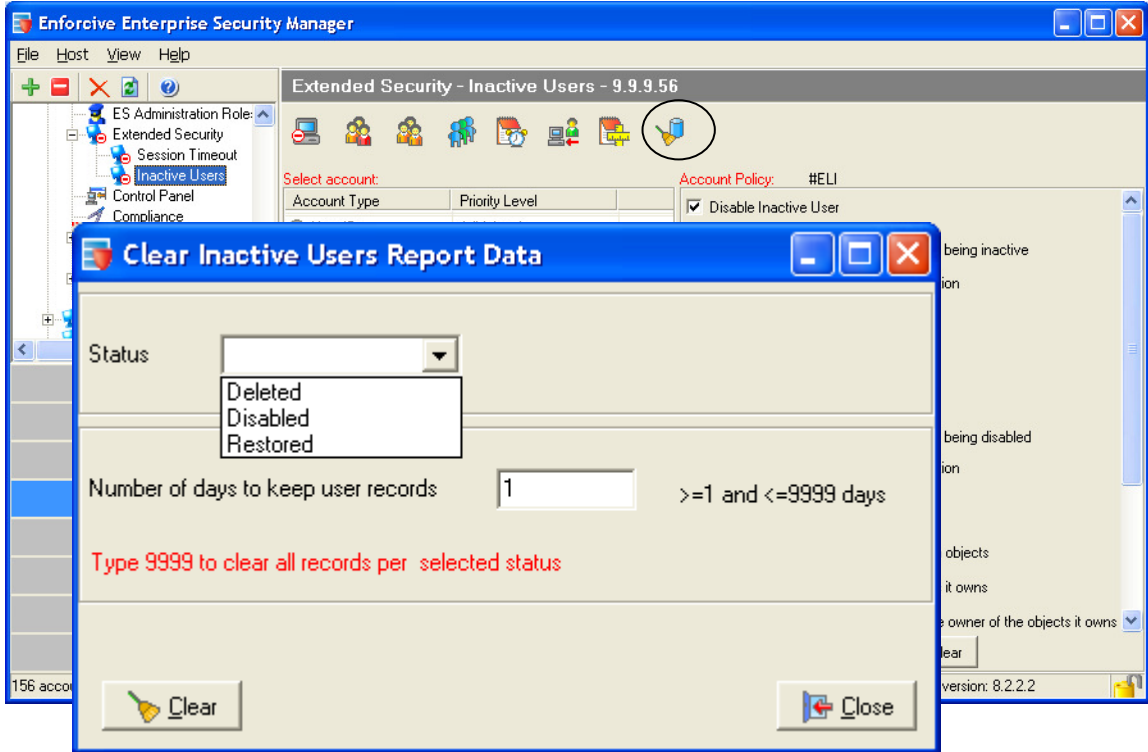 Enforcive Enterprise Security Manager
File Host View Help
Extended Security - Inactive Users - 9.9.9.56
ES Administration Role
Extended Security
Session Timeout
Inactive Users
Control Panel
Compliance
Select account:
Account Type Priority Level
Account Policy: #ELI
Disable Inactive User
being inactive
ion
being disabled
ion
objects
it owns
owner of the objects it owns
lear
156 accou
version: 8.2.2.2
Clear Inactive Users Report Data
Status
Deleted
Disabled
Restored
Number of days to keep user records 1 >=1 and <=9999 days
Type 9999 to clear all records per selected status
Clear Close